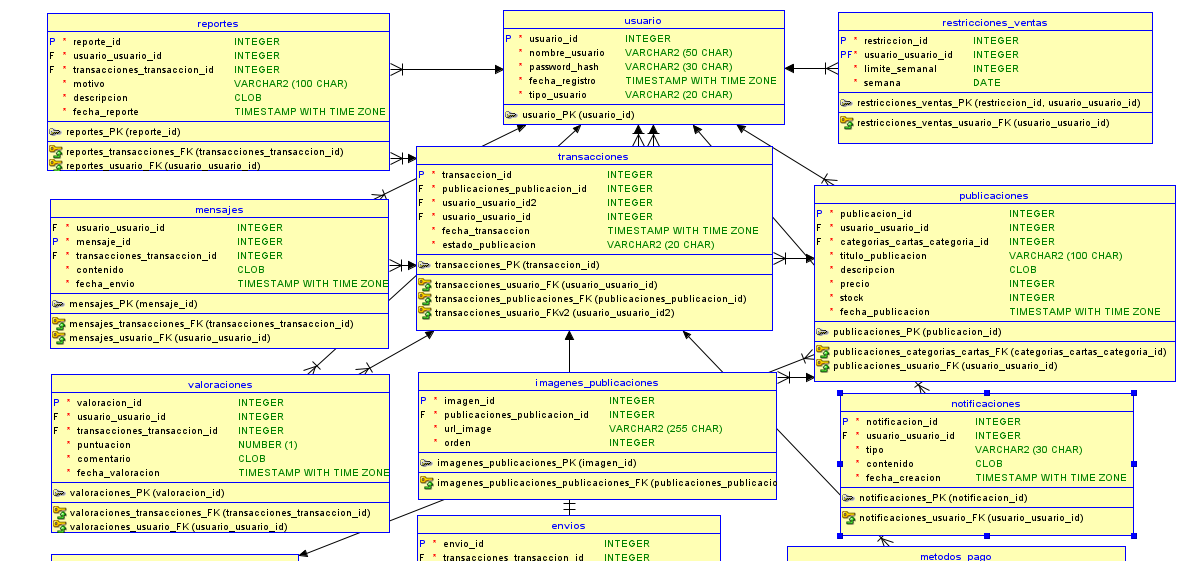 reportes
P * reporte_id INTEGER
F * usuario_usuario_id INTEGER
F * transacciones_transaccion_id INTEGER
* motivo VARCHAR2 (100 CHAR)
* descripcion CLOB
* fecha_reporte TIMESTAMP WITH TIME ZONE
reportes_PK (reporte_id)
reportes_transacciones_FK (transacciones_transaccion_id)
reportes_usuario_FK (usuario_usuario_id)
usuario
P * usuario_id INTEGER
* nombre_usuario VARCHAR2 (50 CHAR)
* password_hash VARCHAR2 (30 CHAR)
* fecha_registro TIMESTAMP WITH TIME ZONE
* tipo_usuario VARCHAR2 (20 CHAR)
usuario_PK (usuario_id)
restricciones_ventas
P * restriccion_id INTEGER
PF* usuario_usuario_id INTEGER
* limite_semanal INTEGER
* semana DATE
restricciones_ventas_PK (restriccion_id, usuario_usuario_id)
restricciones_ventas_usuario_FK (usuario_usuario_id)
transacciones
P * transaccion_id INTEGER
F * publicaciones_publicacion_id INTEGER
F * usuario_usuario_id2 INTEGER
F * usuario_usuario_id INTEGER
* fecha_transaccion TIMESTAMP WITH TIME ZONE
* estado_publicacion VARCHAR2 (20 CHAR)
transacciones_PK (transaccion_id)
transacciones_usuario_FK (usuario_usuario_id)
transacciones_publicaciones_FK (publicaciones_publicacion_id)
transacciones_usuario_FKv2 (usuario_usuario_id2)
mensajes
F * usuario_usuario_id INTEGER
P * mensaje_id INTEGER
F * transacciones_transaccion_id INTEGER
* contenido CLOB
* fecha_envio TIMESTAMP WITH TIME ZONE
mensajes_PK (mensaje_id)
mensajes_transacciones_FK (transacciones_transaccion_id)
mensajes_usuario_FK (usuario_usuario_id)
publicaciones
P * publicacion_id INTEGER
F * usuario_usuario_id INTEGER
F * categorias_cartas_categoria_id INTEGER
* titulo_publicacion VARCHAR2 (100 CHAR)
* descripcion CLOB
* precio INTEGER
* stock INTEGER
* fecha_publicacion TIMESTAMP WITH TIME ZONE
publicaciones_PK (publicacion_id)
publicaciones_categorias_cartas_FK (categorias_cartas_categoria_id)
publicaciones_usuario_FK (usuario_usuario_id)
valoraciones
P * valoracion_id INTEGER
F * usuario_usuario_id INTEGER
F * transacciones_transaccion_id INTEGER
* puntuacion NUMBER (1)
* comentario CLOB
* fecha_valoracion TIMESTAMP WITH TIME ZONE
valoraciones_PK (valoracion_id)
valoraciones_transacciones_FK (transacciones_transaccion_id)
valoraciones_usuario_FK (usuario_usuario_id)
imagenes_publicaciones
P * imagen_id INTEGER
F * publicaciones_publicacion_id INTEGER
* url_image VARCHAR2 (255 CHAR)
* orden INTEGER
imagenes_publicaciones_PK (imagen_id)
imagenes_publicaciones_publicaciones_FK (publicaciones_publicacio
notificaciones
P * notificacion_id INTEGER
F * usuario_usuario_id INTEGER
* tipo VARCHAR2 (30 CHAR)
* contenido CLOB
* fecha_creacion TIMESTAMP WITH TIME ZONE
notificaciones_PK (notificacion_id)
notificaciones_usuario_FK (usuario_usuario_id)
envios
P * envio_id INTEGER
F * transacciones_transaccion_id INTEGER
metodos_pago